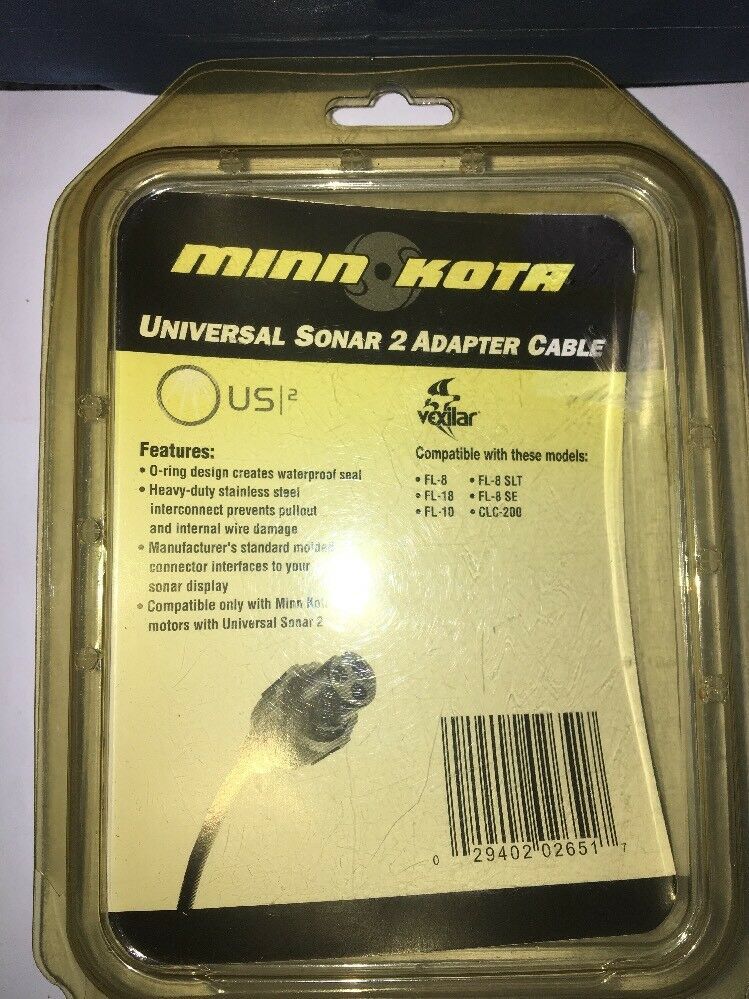 MINN KOTA
UNIVERSAL SONAR 2 ADAPTER CABLE
US|2
vexilar
Features:
• O-ring design creates waterproof seal
• Heavy-duty stainless steel
interconnect prevents pullout
and internal wire damage
• Manufacturer's standard molded
connector interfaces to your
sonar display
• Compatible only with Minn Kota
motors with Universal Sonar 2
Compatible with these models:
• FL-8 • FL-8 SLT
• FL-18 • FL-8 SE
• FL-10 • CLC-200
0 29402 02651 7